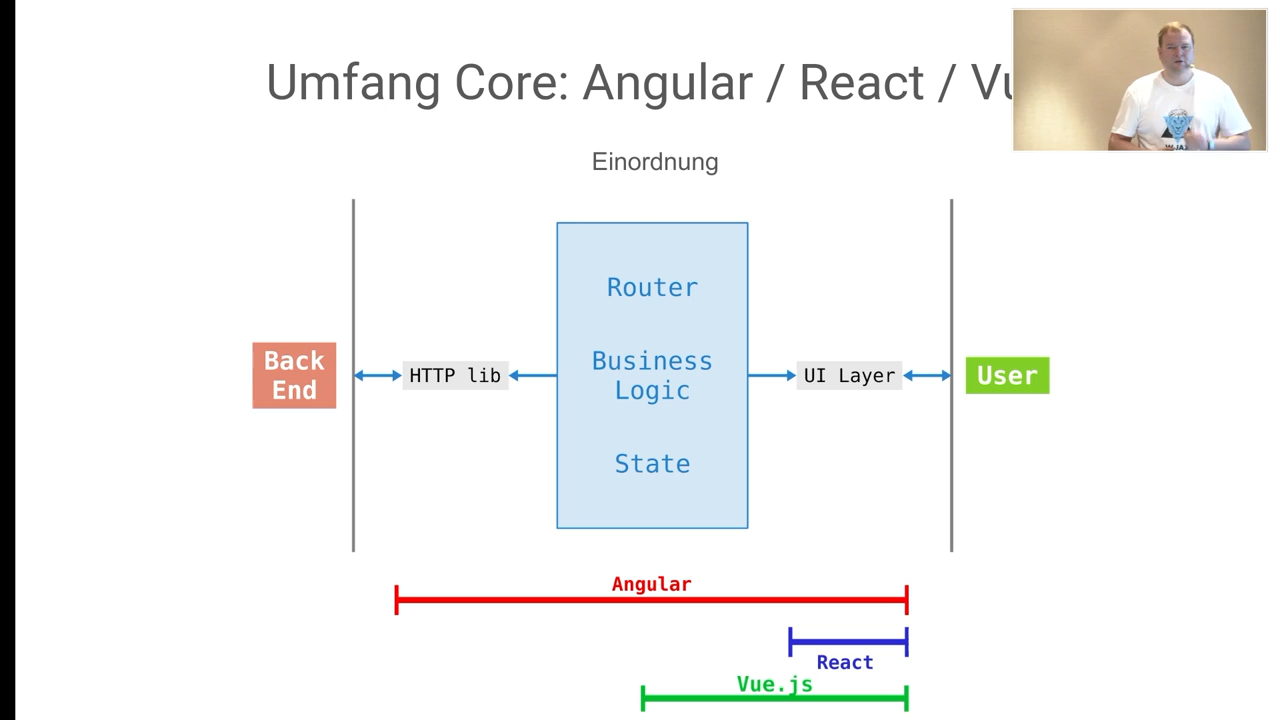 Umfang Core: Angular / React / Vu
Einordnung
Router
Business
Logic
State
Back
End
HTTP lib
UI Layer
User
Angular
React
Vue.js